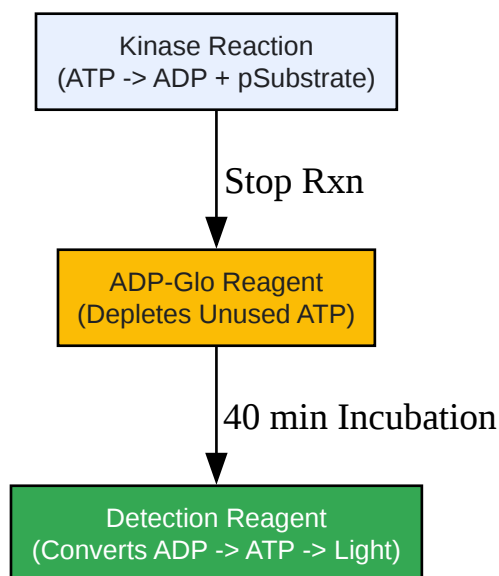 Kinase Reaction
(ATP -> ADP + pSubstrate)
Stop Rxn
ADP-Glo Reagent
(Depletes Unused ATP)
40 min Incubation
Detection Reagent
(Converts ADP -> ATP -> Light)